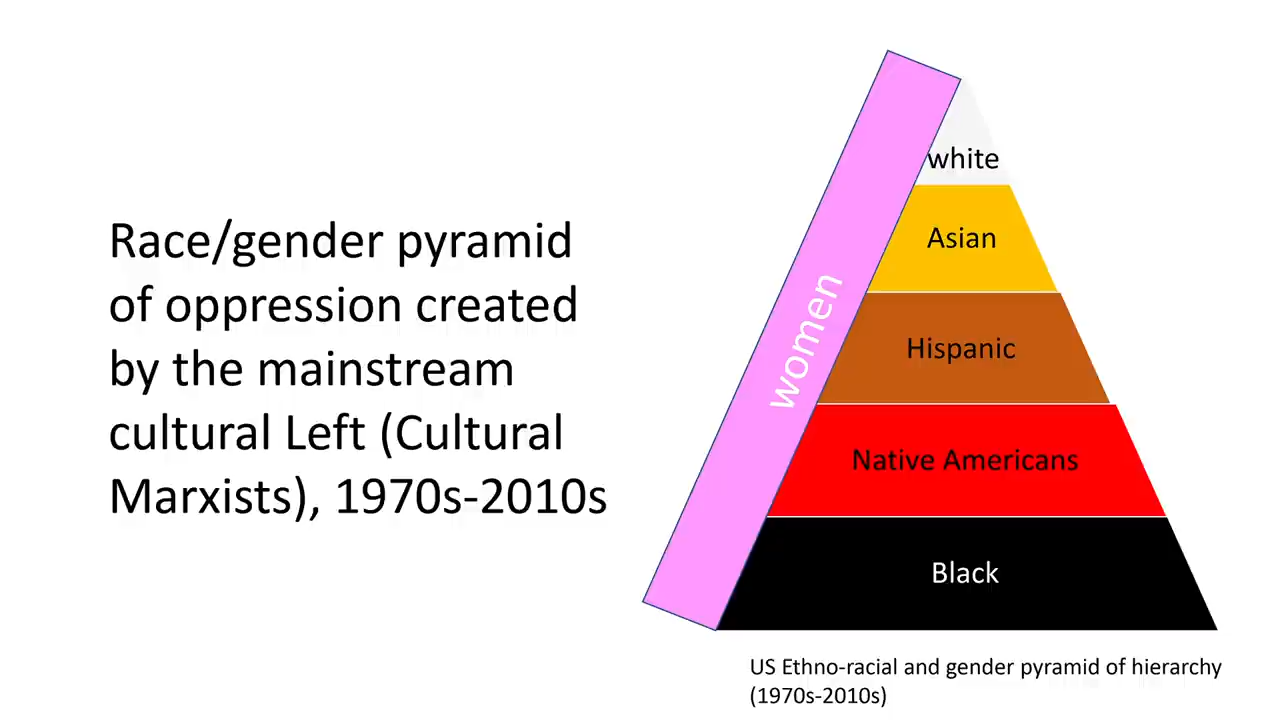 Race/gender pyramid
of oppression created
by the mainstream
cultural Left (Cultural
Marxists), 1970s-2010s
women
white
Asian
Hispanic
Native Americans
Black
US Ethno-racial and gender pyramid of hierarchy
(1970s-2010s)